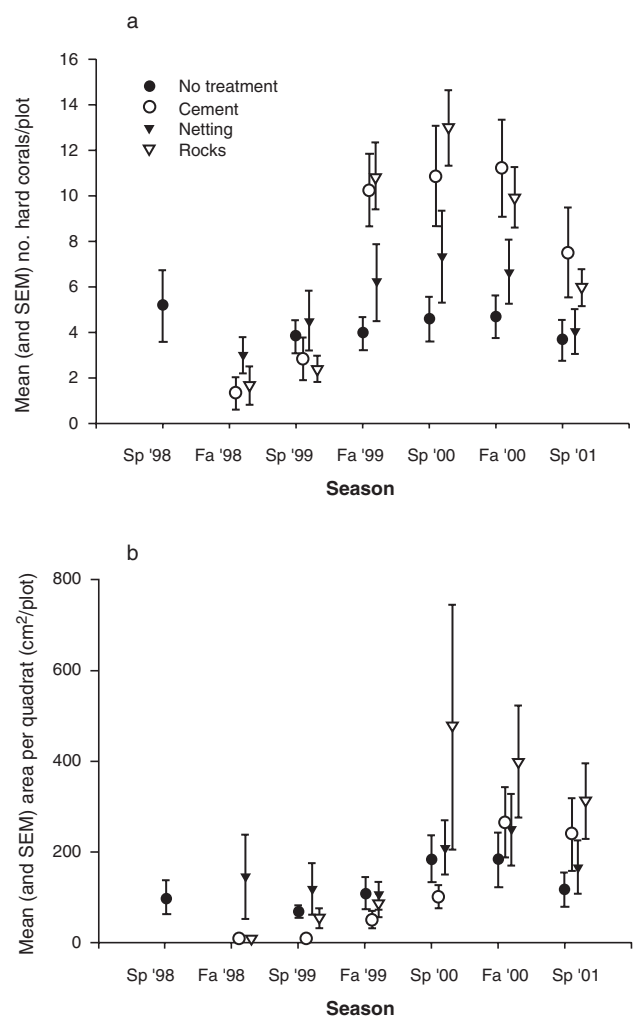 a
Mean (and SEM) no. hard corals/plot
16
14
12
10
8
6
4
2
0
No treatment
Cement
Netting
Rocks
Sp '98 Fa '98 Sp '99 Fa '99 Sp '00 Fa '00 Sp '01
Season
b
Mean (and SEM) area per quadrat (cm²/plot)
800
600
400
200
0
Sp '98 Fa '98 Sp '99 Fa '99 Sp '00 Fa '00 Sp '01
Season